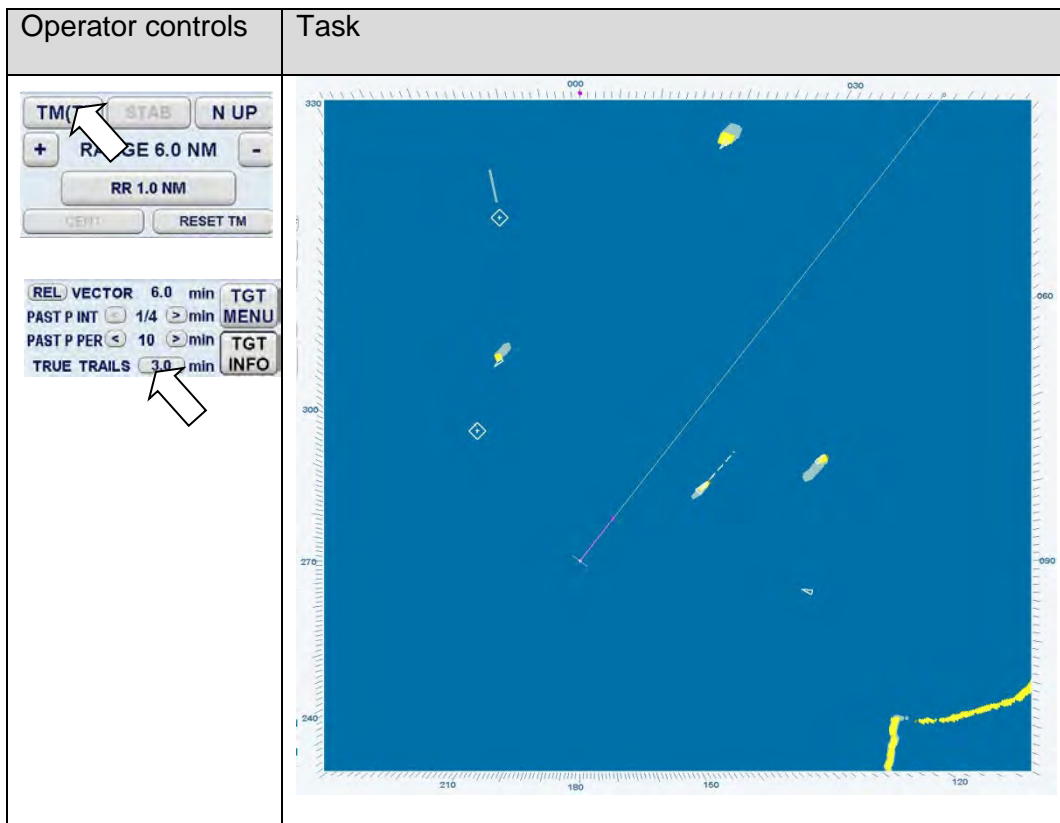 Operator controls
Task
TM(T
STAB
N UP
+
RANGE 6.0 NM
-
RR 1.0 NM
CENT
RESET TM
REL VECTOR 6.0 min
TGT MENU
PAST P INT < 1/4 > min
PAST P PER < 10 > min
TGT INFO
TRUE TRAILS 3.0 min
000
030
330
060
300
270
090
240
210
180
150
120